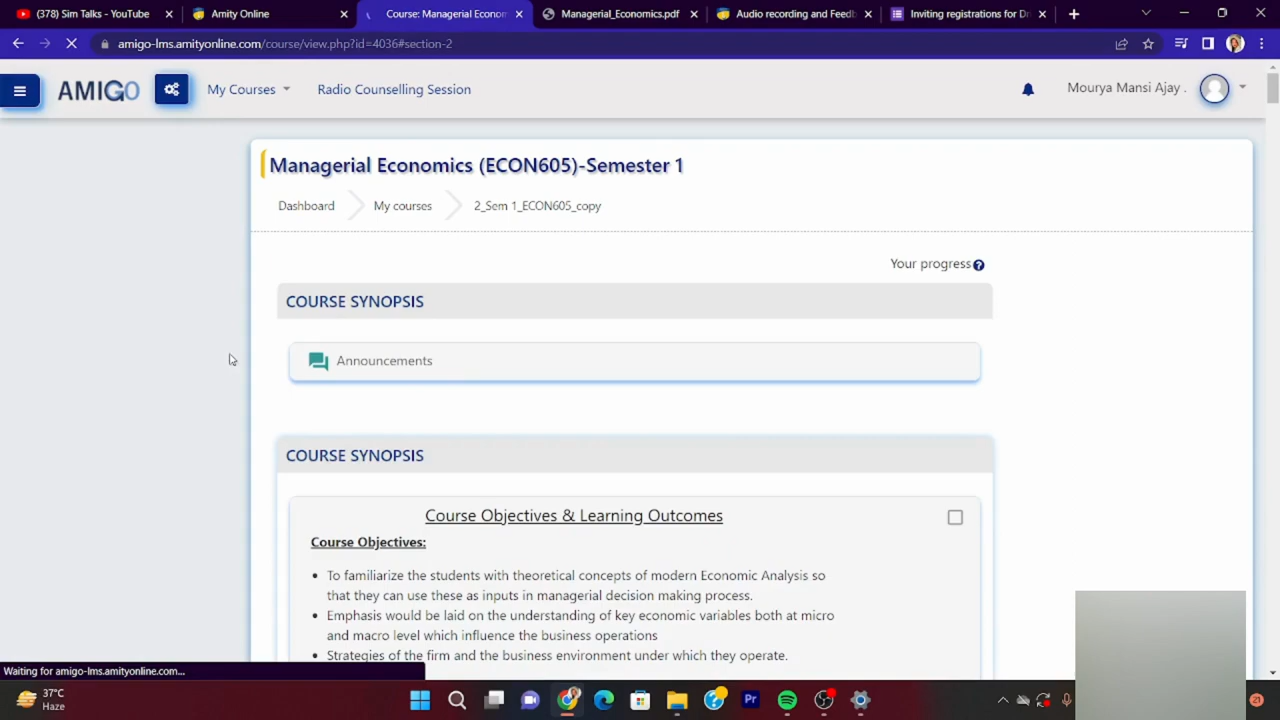 (378) Sim Talks - YouTube
Amity Online
Course: Managerial Econom
Managerial_Economics.pdf
Audio recording and Feedb
Inviting registrations for Dr
amigo-lms.amityonline.com/course/view.php?id=4036#section-2
AMIGO
My Courses
Radio Counselling Session
Mourya Mansi Ajay .
Managerial Economics (ECON605)-Semester 1
Dashboard
My courses
2_Sem 1_ECON605_copy
Your progress
COURSE SYNOPSIS
Announcements
COURSE SYNOPSIS
Course Objectives & Learning Outcomes
Course Objectives:
• To familiarize the students with theoretical concepts of modern Economic Analysis so
that they can use these as inputs in managerial decision making process.
• Emphasis would be laid on the understanding of key economic variables both at micro
and macro level which influence the business operations
• Strategies of the firm and the business environment under which they operate.
Waiting for amigo-lms.amityonline.com...
37°C
Haze
Pr
21